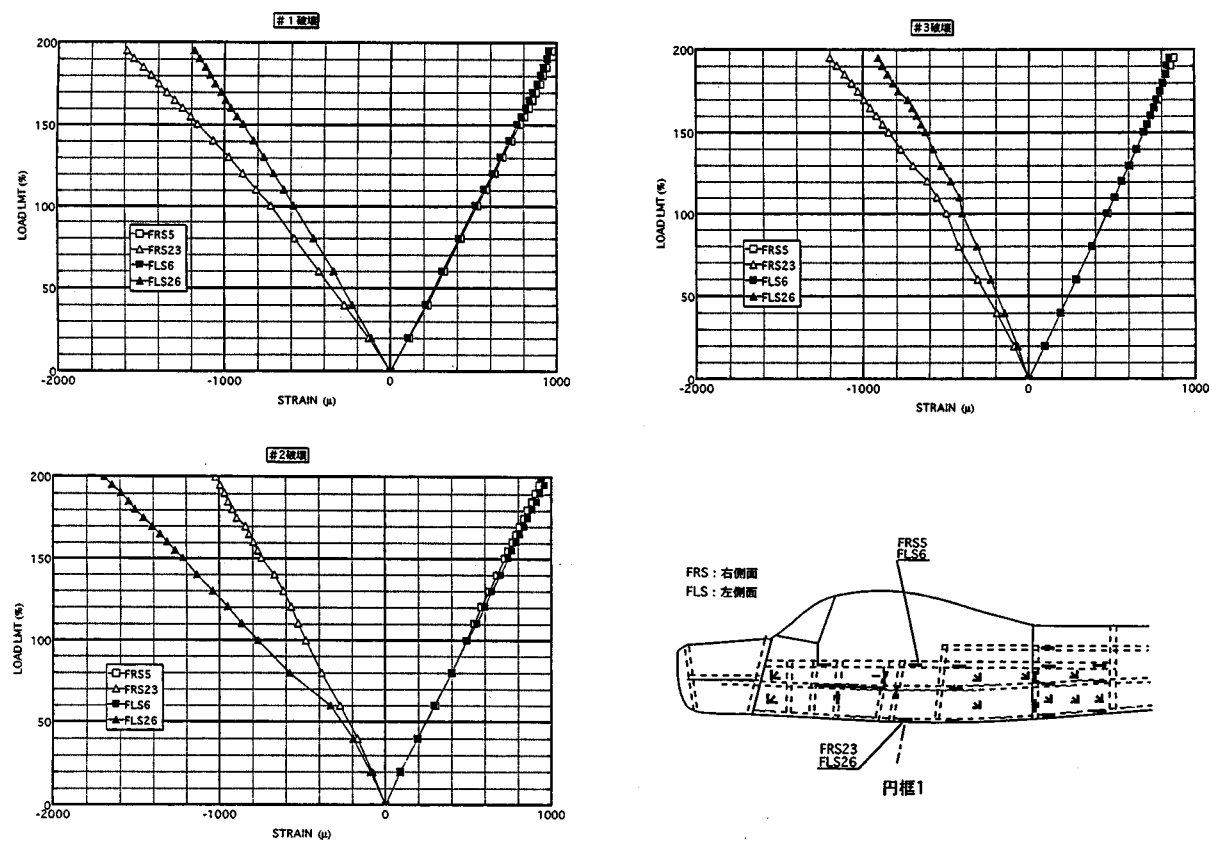 #1破壊
200
150
100
50
0
LOAD LMT (%)
FRS5
FRS23
FLS6
FLS26
-2000
-1000
0
1000
STRAIN (μ)
#3破壊
200
150
100
50
0
LOAD LMT (%)
FRS5
FRS23
FLS6
FLS26
-2000
-1000
0
1000
STRAIN (μ)
#2破壊
200
150
100
50
0
LOAD LMT (%)
FRS5
FRS23
FLS6
FLS26
-2000
-1000
0
1000
STRAIN (μ)
FRS5
FLS6
FRS : 右側面
FLS : 左側面
FRS23
FLS26
円框1